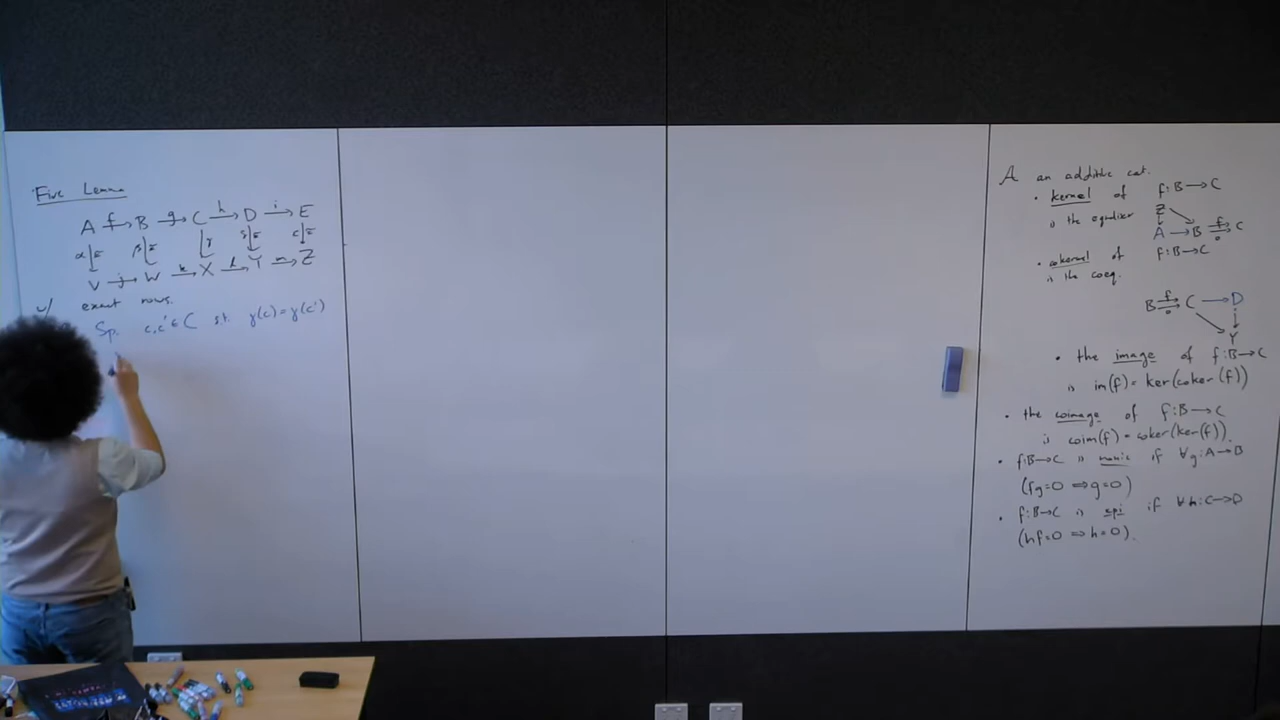 Five Lemma
A f→ B g→ C h→ D i→ E
α ≅ β ≅ γ δ ≅ ε ≅
V j→ W k→ X l→ Y m→ Z
w/ exact rows.
Sp. c,c' ∈ C s.t. γ(c)=γ(c')
A an additive cat.
• kernel of f:B→C
is the equalizer
Z
A → B f⇉0 C
• cokernel of f:B→C
is the coeq.
B f⇉0 C → D
Y
• the image of f:B→C
is im(f) = ker(coker(f))
• the coimage of f:B→C
is coim(f) = coker(ker(f)).
• f:B→C is monic if ∀g:A→B
(fg=0 ⇒ g=0)
• f:B→C is epi if ∀h:C→D
(hf=0 ⇒ h=0).